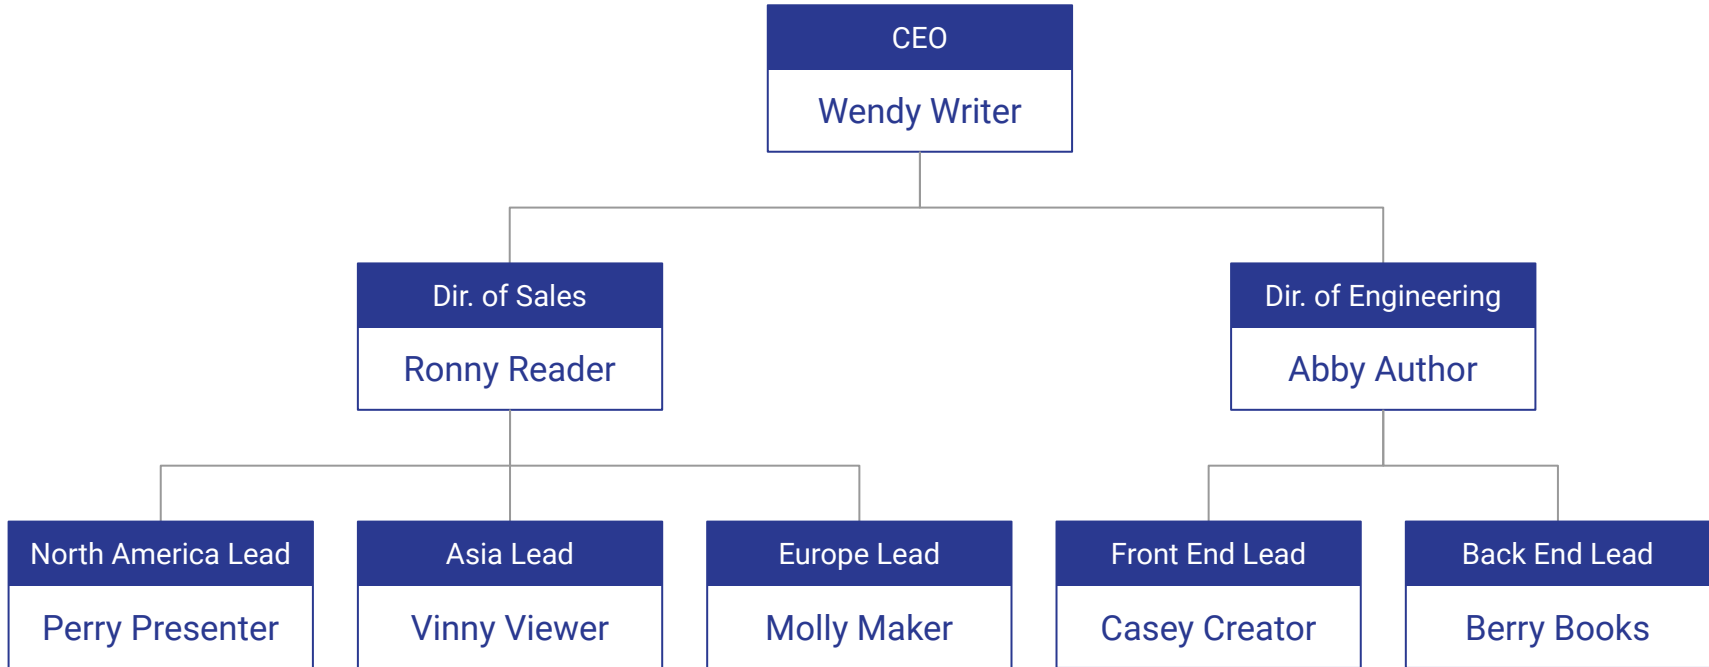 CEO
Wendy Writer
Dir. of Sales
Ronny Reader
Dir. of Engineering
Abby Author
North America Lead
Perry Presenter
Asia Lead
Vinny Viewer
Europe Lead
Molly Maker
Front End Lead
Casey Creator
Back End Lead
Berry Books